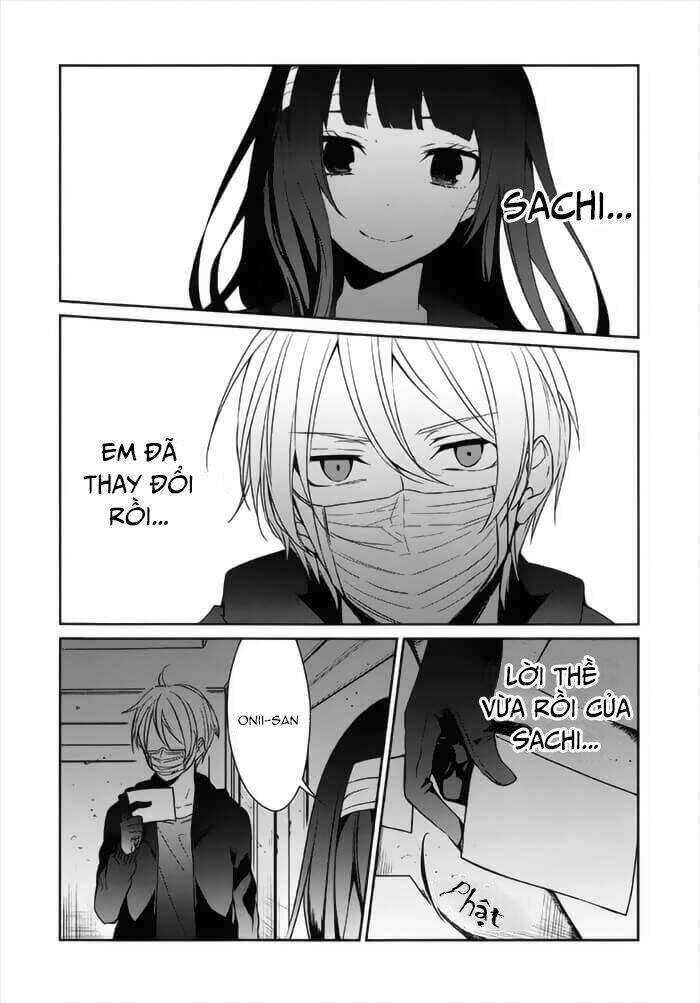 SACHI...
EM ĐÃ
THAY ĐỔI
RỒI...
LỜI THỀ
VỪA RỒI CỦA
SACHI...
phật
ONII-SAN